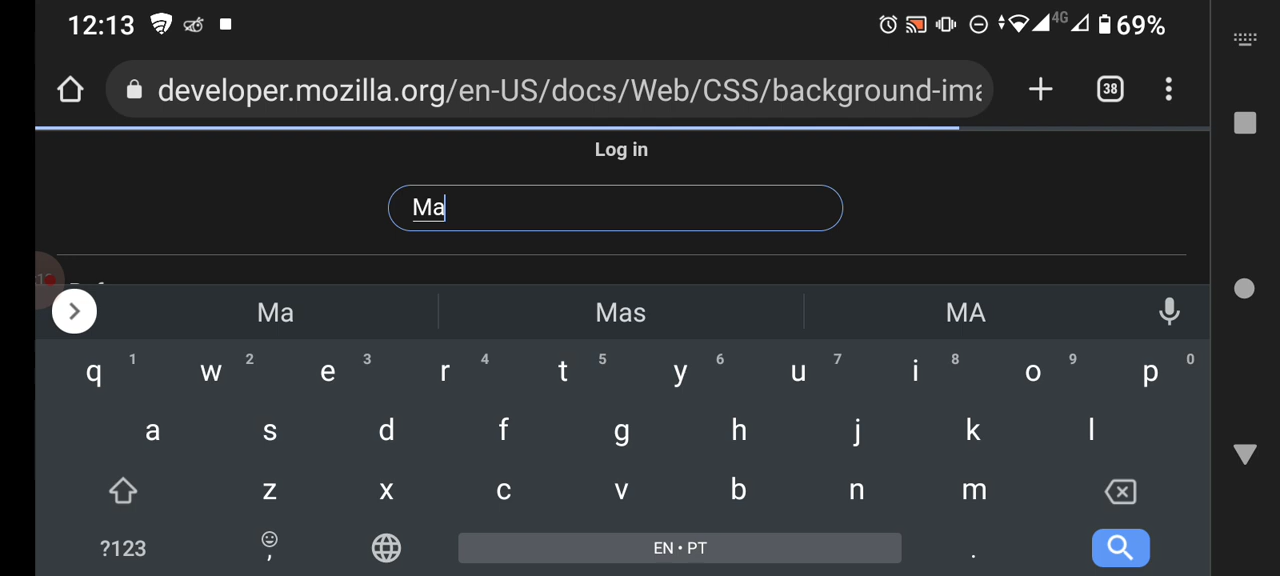 12:13
4G 69%
developer.mozilla.org/en-US/docs/Web/CSS/background-ima
38
Log in
Ma
Ma Mas MA
q 1 w 2 e 3 r 4 t 5 y 6 u 7 i 8 o 9 p 0
a s d f g h j k l
z x c v b n m
?123 , EN • PT .